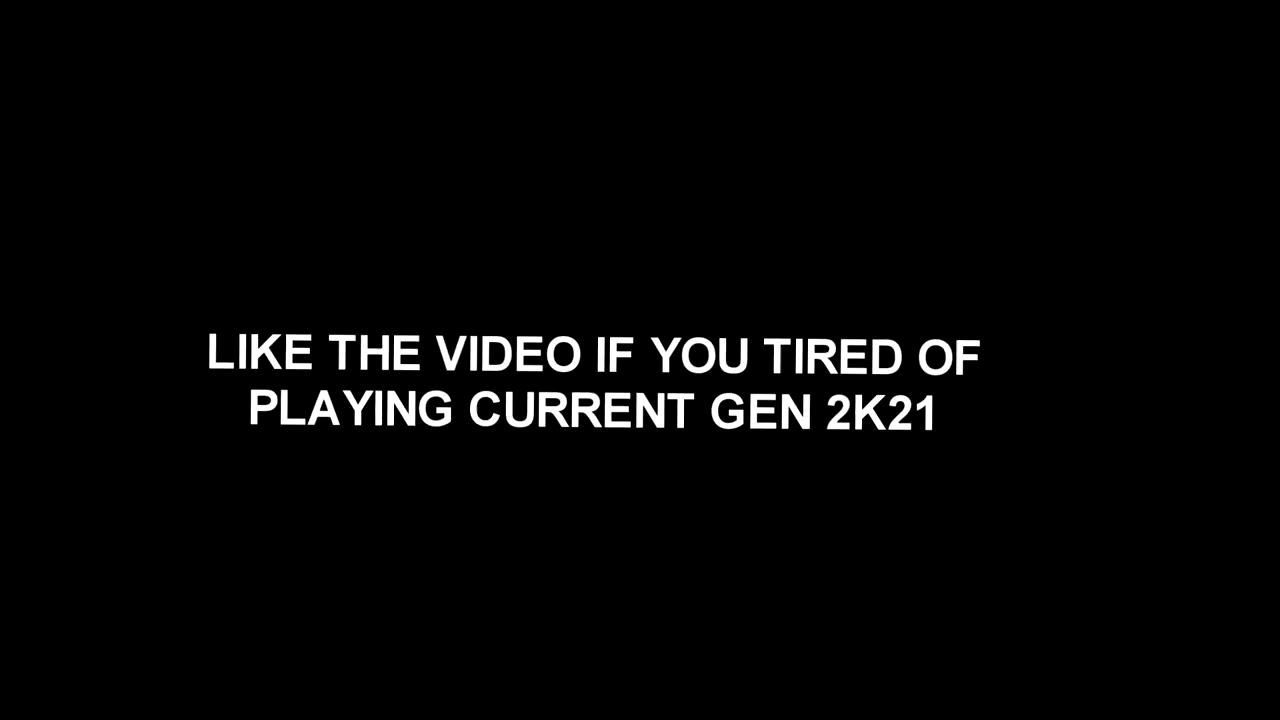 LIKE THE VIDEO IF YOU TIRED OF
PLAYING CURRENT GEN 2K21